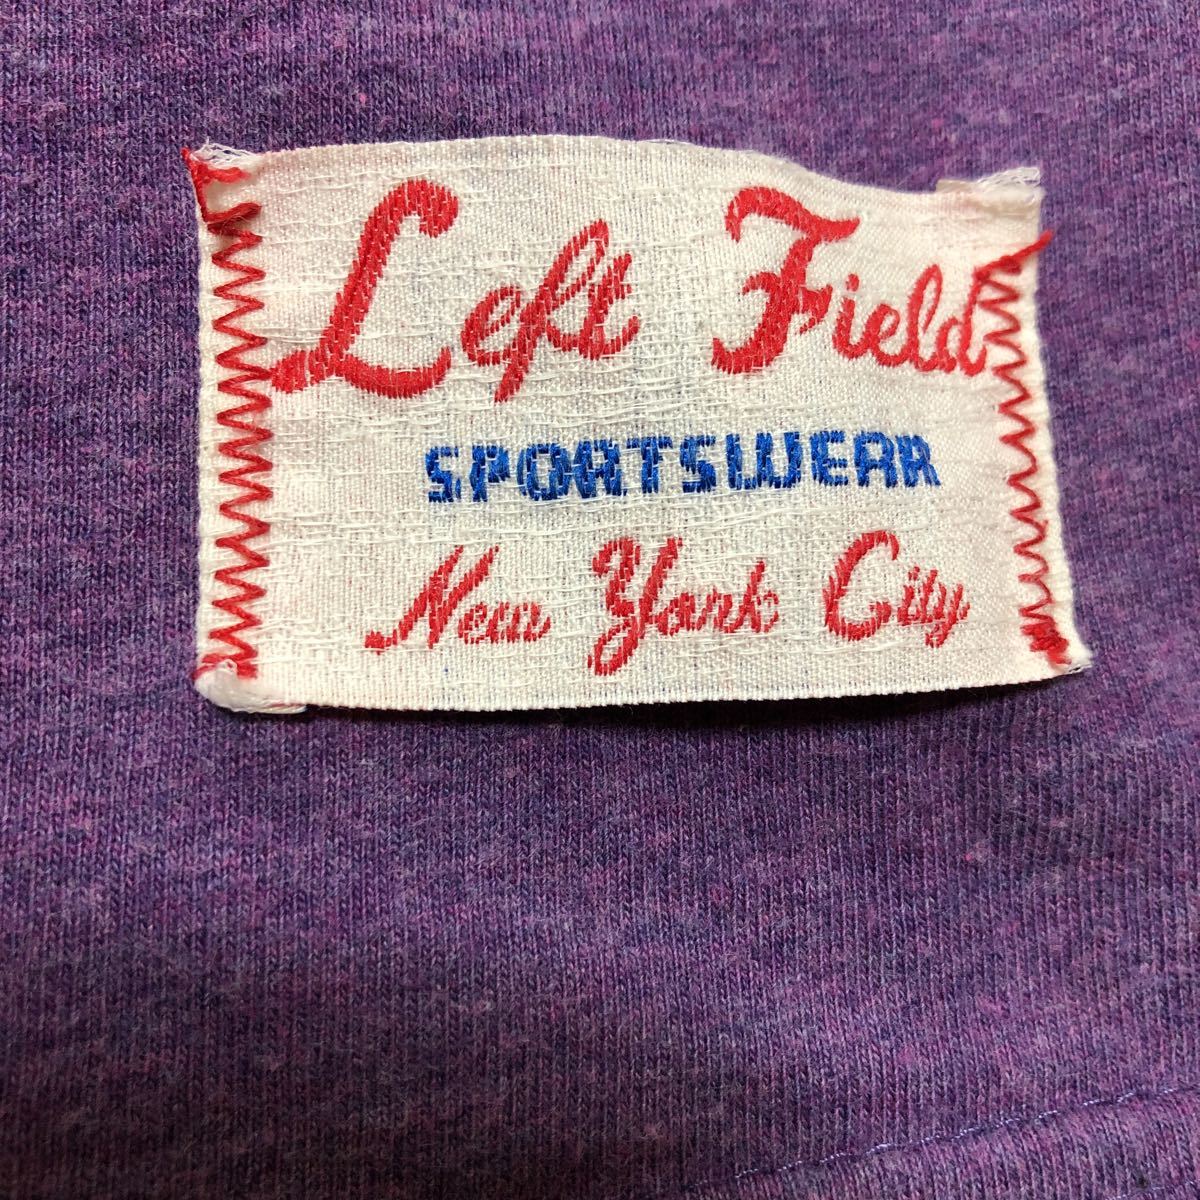 Left Field
SPORTSWEAR
New York City